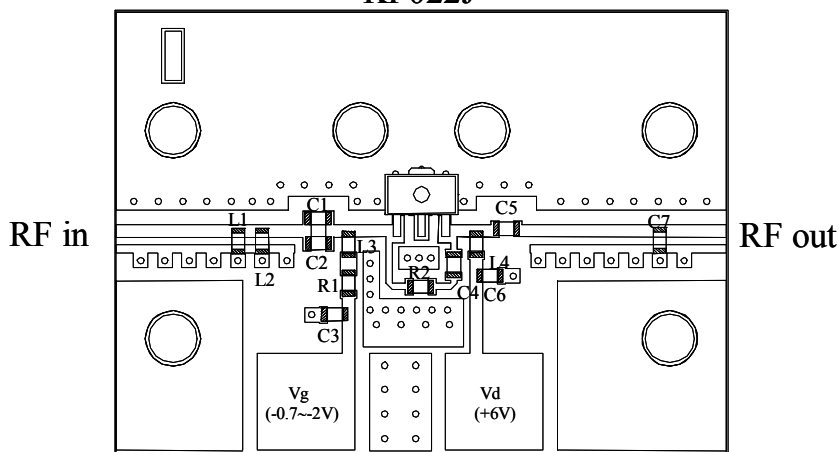 L1
C1
C5
C7
RF in
RF out
C2
L3
L2
R1
R2
C4
L4
C6
C3
Vg
(-0.7~-2V)
Vd
(+6V)